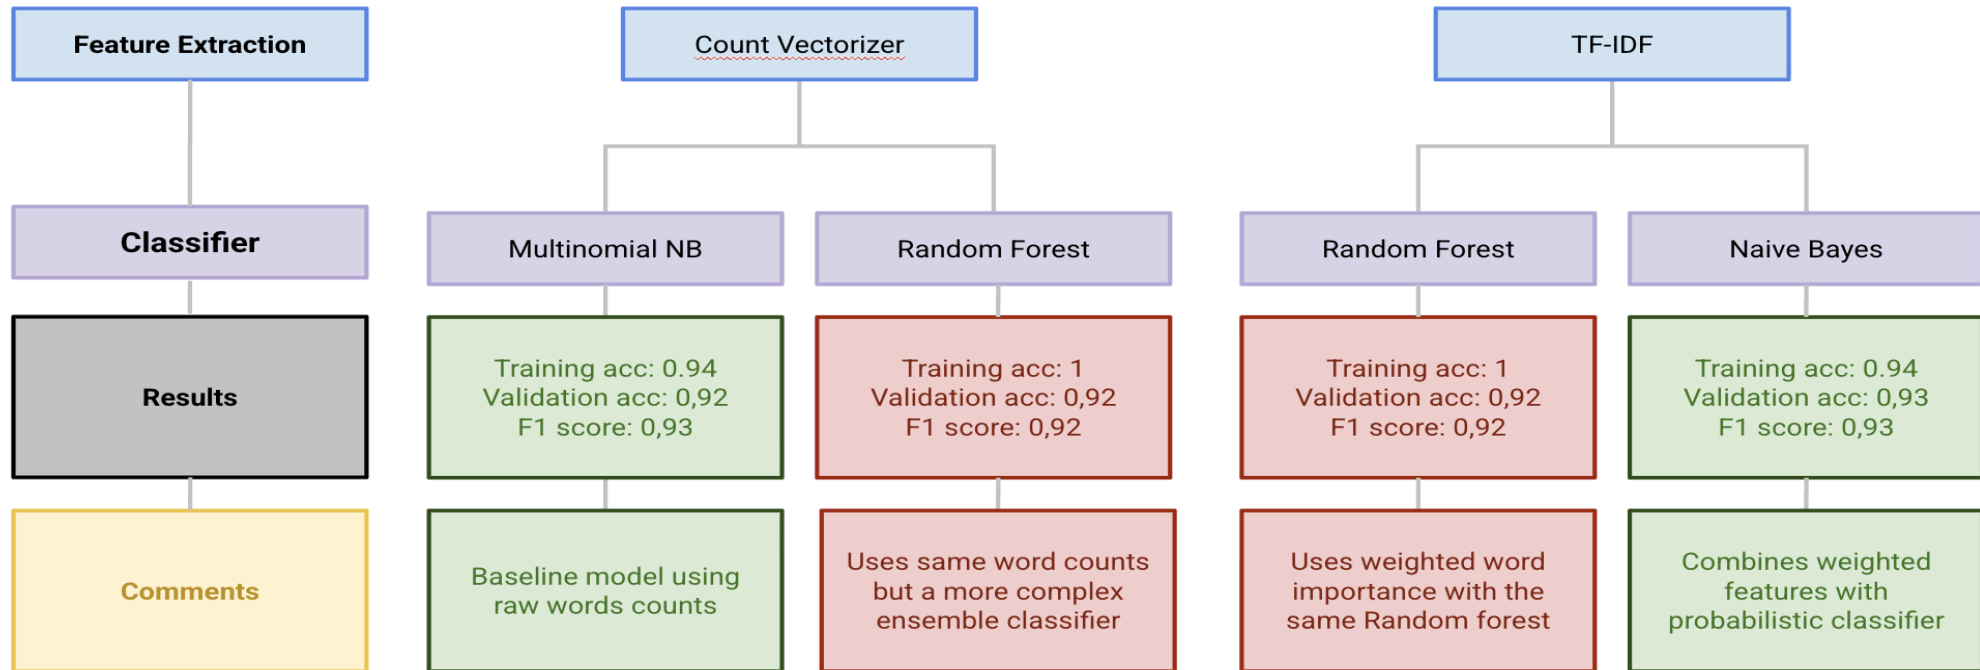 Feature Extraction
Count Vectorizer
TF-IDF
Classifier
Multinomial NB
Random Forest
Random Forest
Naive Bayes
Results
Training acc: 0.94
Validation acc: 0,92
F1 score: 0,93
Training acc: 1
Validation acc: 0,92
F1 score: 0,92
Training acc: 1
Validation acc: 0,92
F1 score: 0,92
Training acc: 0.94
Validation acc: 0,93
F1 score: 0,93
Comments
Baseline model using
raw words counts
Uses same word counts
but a more complex
ensemble classifier
Uses weighted word
importance with the
same Random forest
Combines weighted
features with
probabilistic classifier